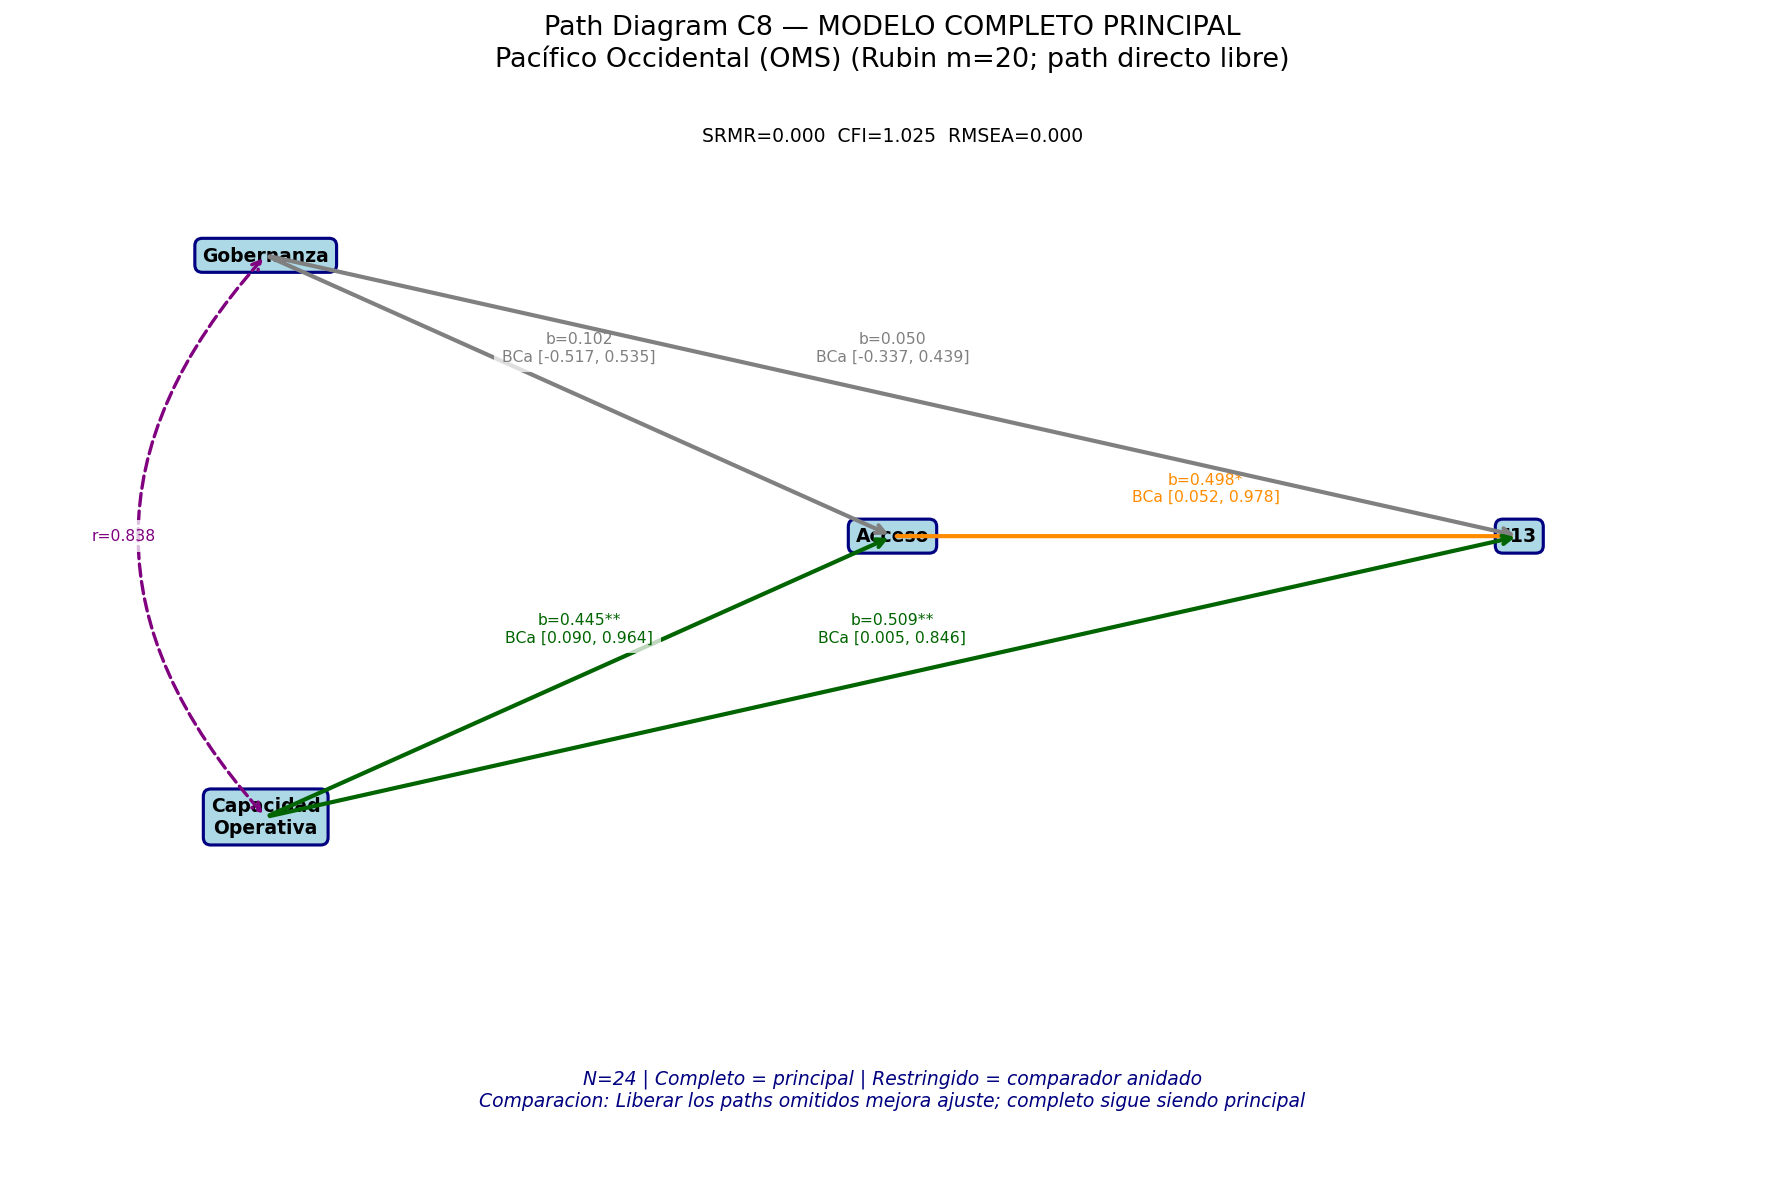 Path Diagram C8 — MODELO COMPLETO PRINCIPAL
Pacífico Occidental (OMS) (Rubin m=20; path directo libre)
SRMR=0.000  CFI=1.025  RMSEA=0.000
Gobernanza
b=0.102
BCa [-0.517, 0.535]
b=0.050
BCa [-0.337, 0.439]
b=0.498*
BCa [0.052, 0.978]
r=0.838
Acceso
13
b=0.445**
BCa [0.090, 0.964]
b=0.509**
BCa [0.005, 0.846]
Capacidad
Operativa
N=24 | Completo = principal | Restringido = comparador anidado
Comparacion: Liberar los paths omitidos mejora ajuste; completo sigue siendo principal